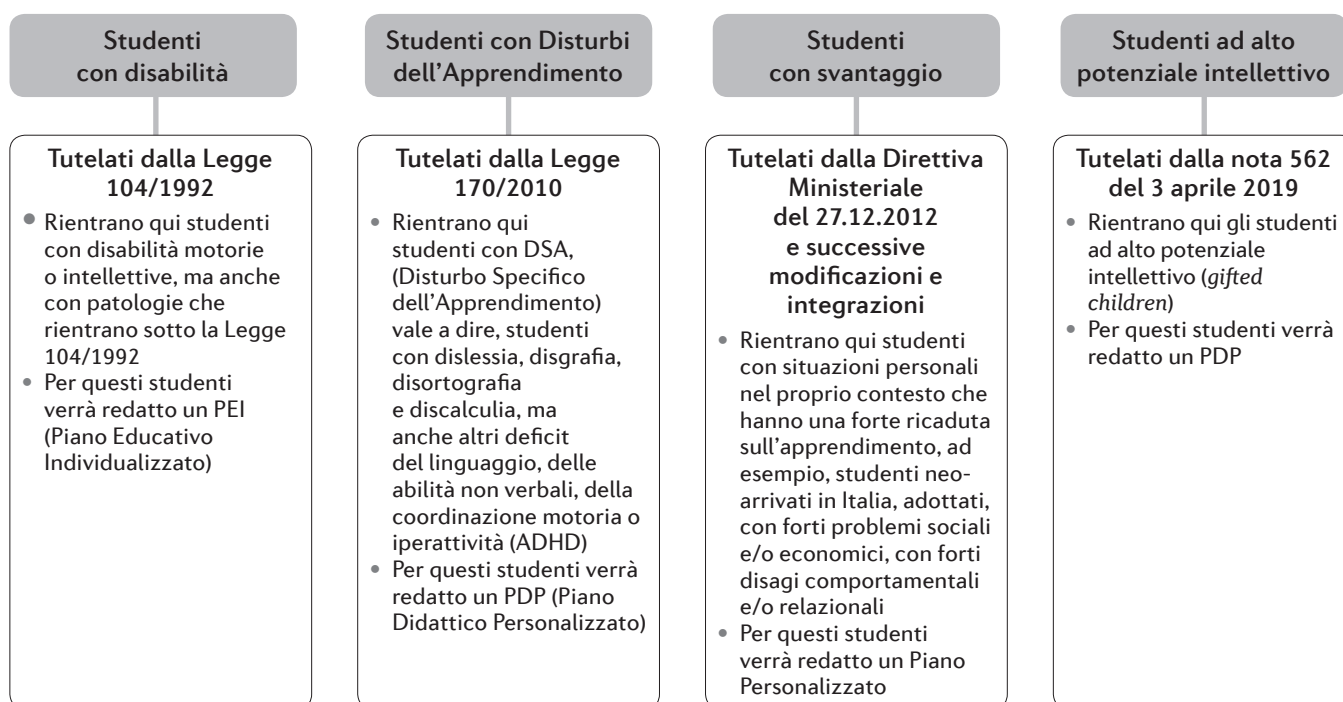 Studenti
con disabilità
Tutelati dalla Legge
104/1992
• Rientrano qui studenti
con disabilità motorie
o intellettive, ma anche
con patologie che
rientrano sotto la Legge
104/1992
• Per questi studenti
verrà redatto un PEI
(Piano Educativo
Individualizzato)
Studenti con Disturbi
dell'Apprendimento
Tutelati dalla Legge
170/2010
• Rientrano qui
studenti con DSA,
(Disturbo Specifico
dell'Apprendimento)
vale a dire, studenti
con dislessia, disgrafia,
disortografia
e discalculia, ma
anche altri deficit
del linguaggio, delle
abilità non verbali, della
coordinazione motoria o
iperattività (ADHD)
• Per questi studenti verrà
redatto un PDP (Piano
Didattico Personalizzato)
Studenti
con svantaggio
Tutelati dalla Direttiva
Ministeriale
del 27.12.2012
e successive
modificazioni e
integrazioni
• Rientrano qui studenti
con situazioni personali
nel proprio contesto che
hanno una forte ricaduta
sull'apprendimento, ad
esempio, studenti neo-
arrivati in Italia, adottati,
con forti problemi sociali
e/o economici, con forti
disagi comportamentali
e/o relazionali
• Per questi studenti
verrà redatto un Piano
Personalizzato
Studenti ad alto
potenziale intellettivo
Tutelati dalla nota 562
del 3 aprile 2019
• Rientrano qui gli studenti
ad alto potenziale
intellettivo (gifted
children)
• Per questi studenti verrà
redatto un PDP